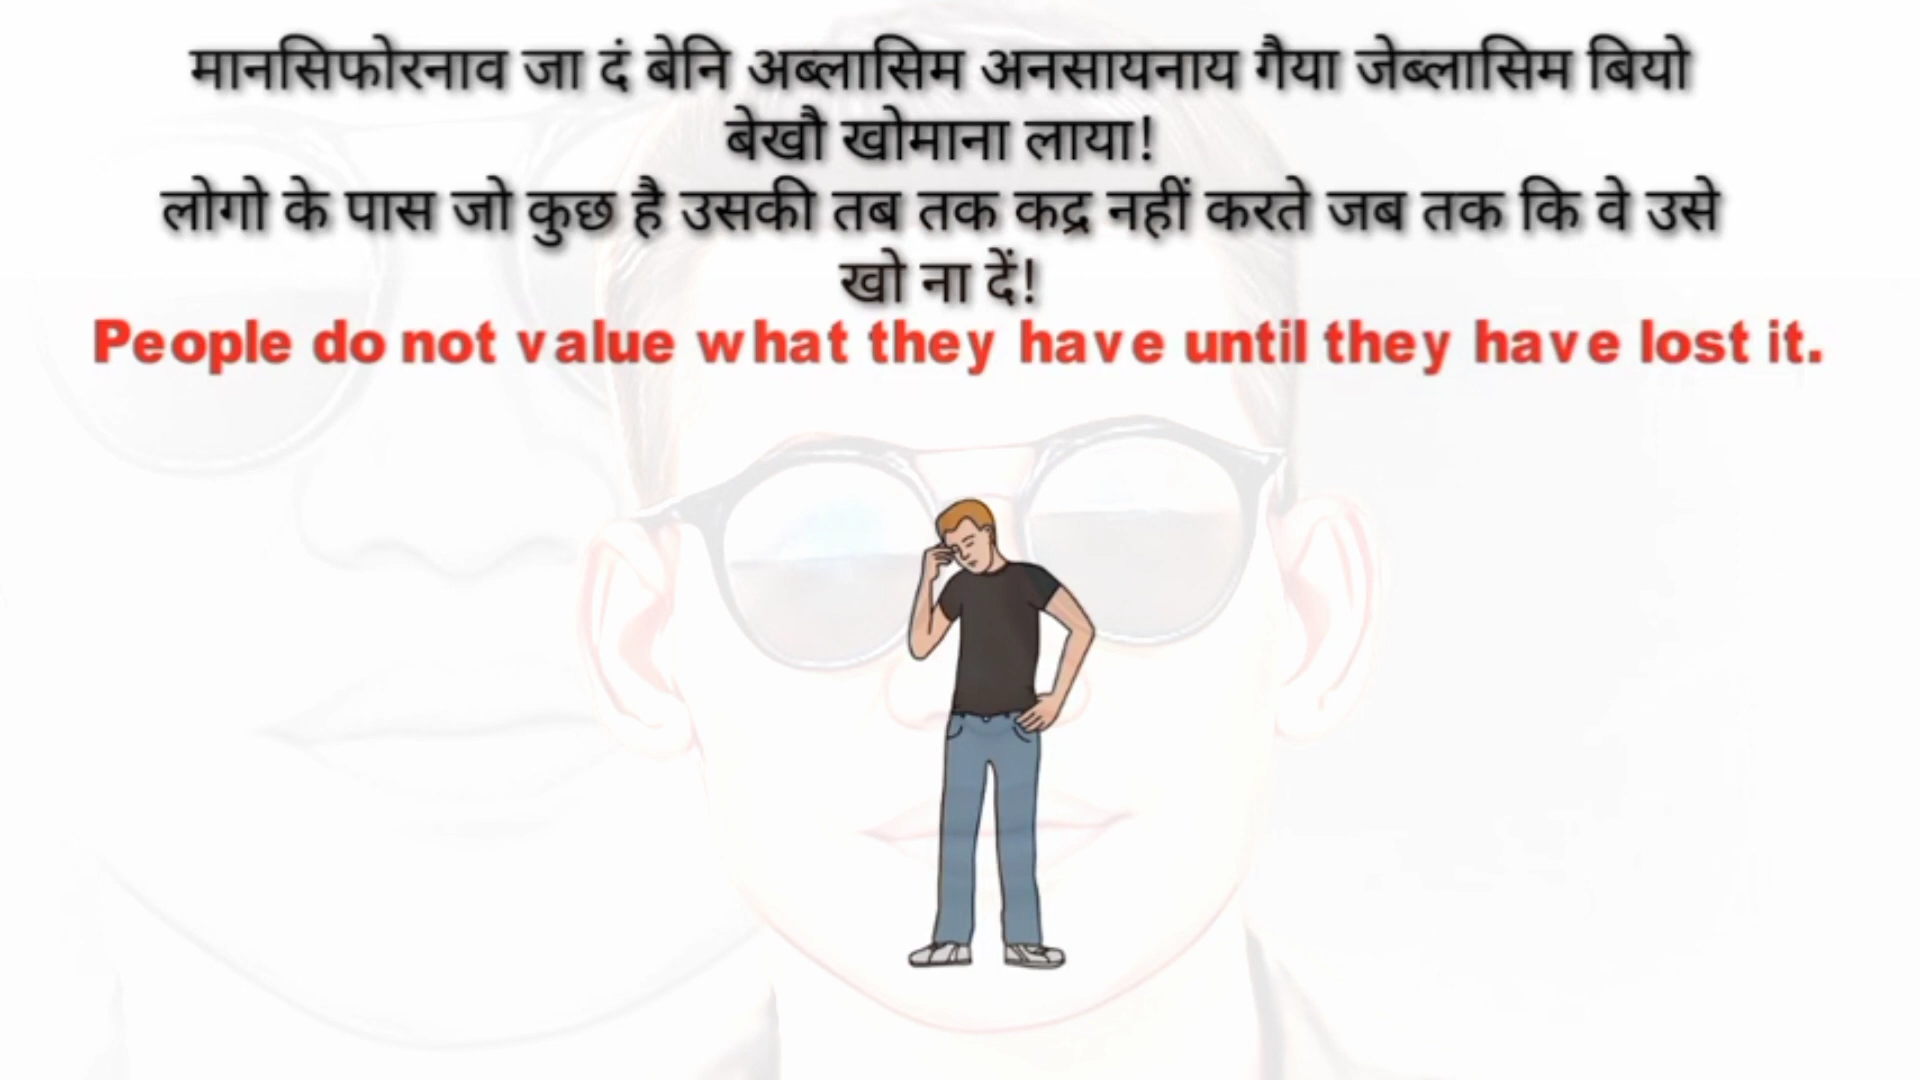 मानसिफोरनाव जा दं बेनि अब्लासिम अनसायनाय गैया जेब्लासिम बियो
बेखौ खोमाना लाया!
लोगो के पास जो कुछ है उसकी तब तक कद्र नहीं करते जब तक कि वे उसे
खो ना दें!
People do not value what they have until they have lost it.